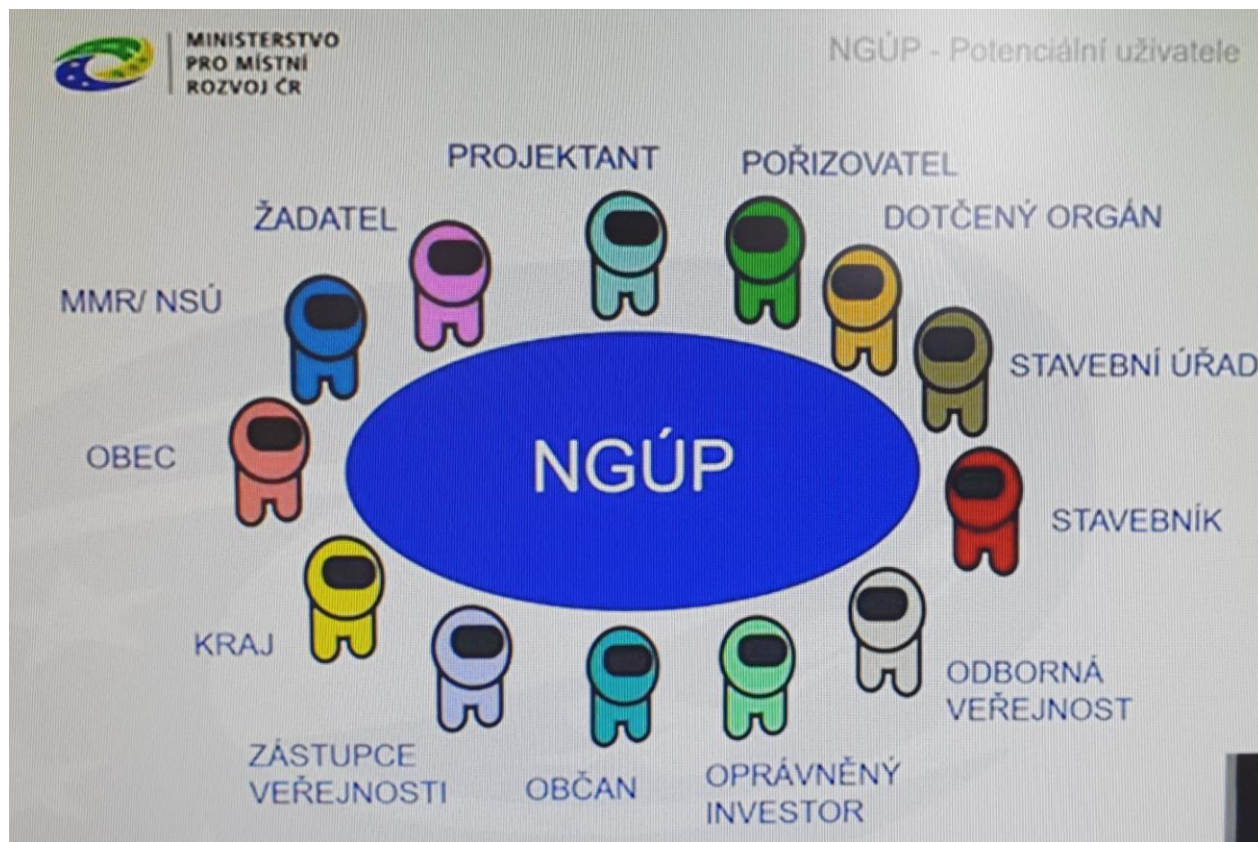 MINISTERSTVO
PRO MÍSTNÍ
ROZVOJ ČR
NGÚP - Potenciální uživatele
PROJEKTANT
POŘIZOVATEL
ŽADATEL
DOTČENÝ ORGÁN
MMR/ NSÚ
STAVEBNÍ ÚŘAD
OBEC
NGÚP
STAVEBNÍK
KRAJ
ODBORNÁ
VEŘEJNOST
ZÁSTUPCE
VEŘEJNOSTI
OBČAN
OPRÁVNĚNÝ
INVESTOR